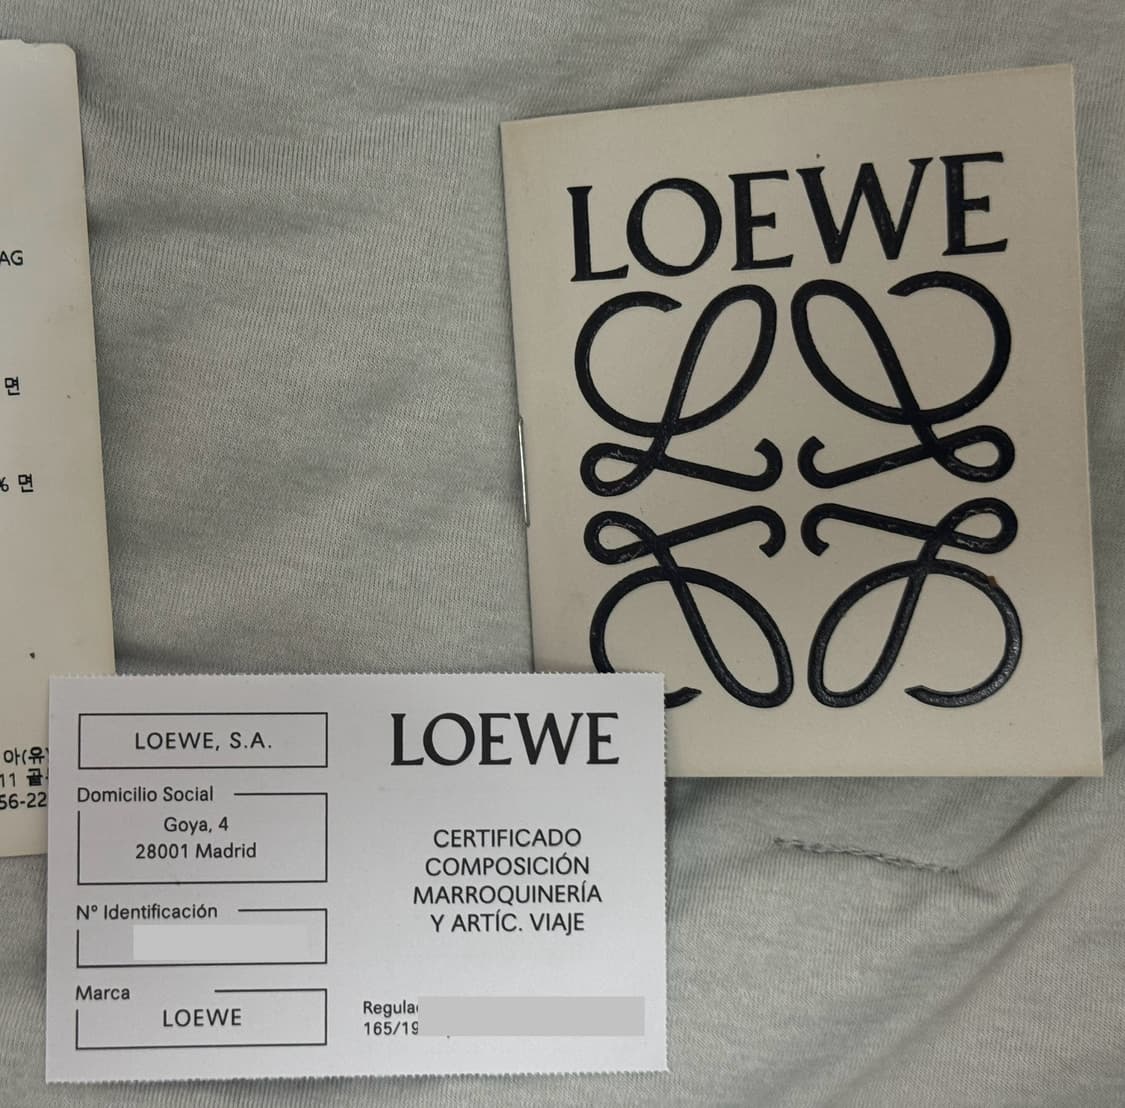 AG
면
% 면
아(유
11 골
56-22
LOEWE
LOEWE, S.A.
Domicilio Social
Goya, 4
28001 Madrid
Nº Identificación
Marca
LOEWE
LOEWE
CERTIFICADO
COMPOSICIÓN
MARROQUINERÍA
Y ARTÍC. VIAJE
165/19